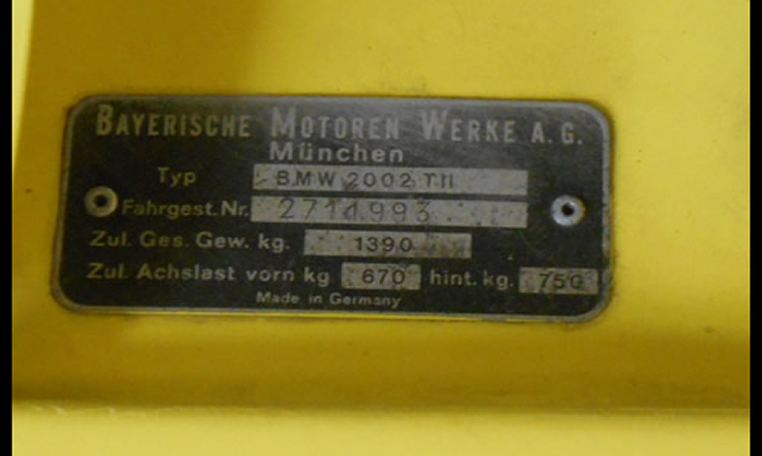 BAYERISCHE MOTOREN WERKE A.G.
München
Typ BMW 2002 TII
Fahrgest. Nr. 2711993
Zul. Ges. Gew. kg. 1390
Zul. Achslast vorn kg 670 hint. kg. 750
Made in Germany